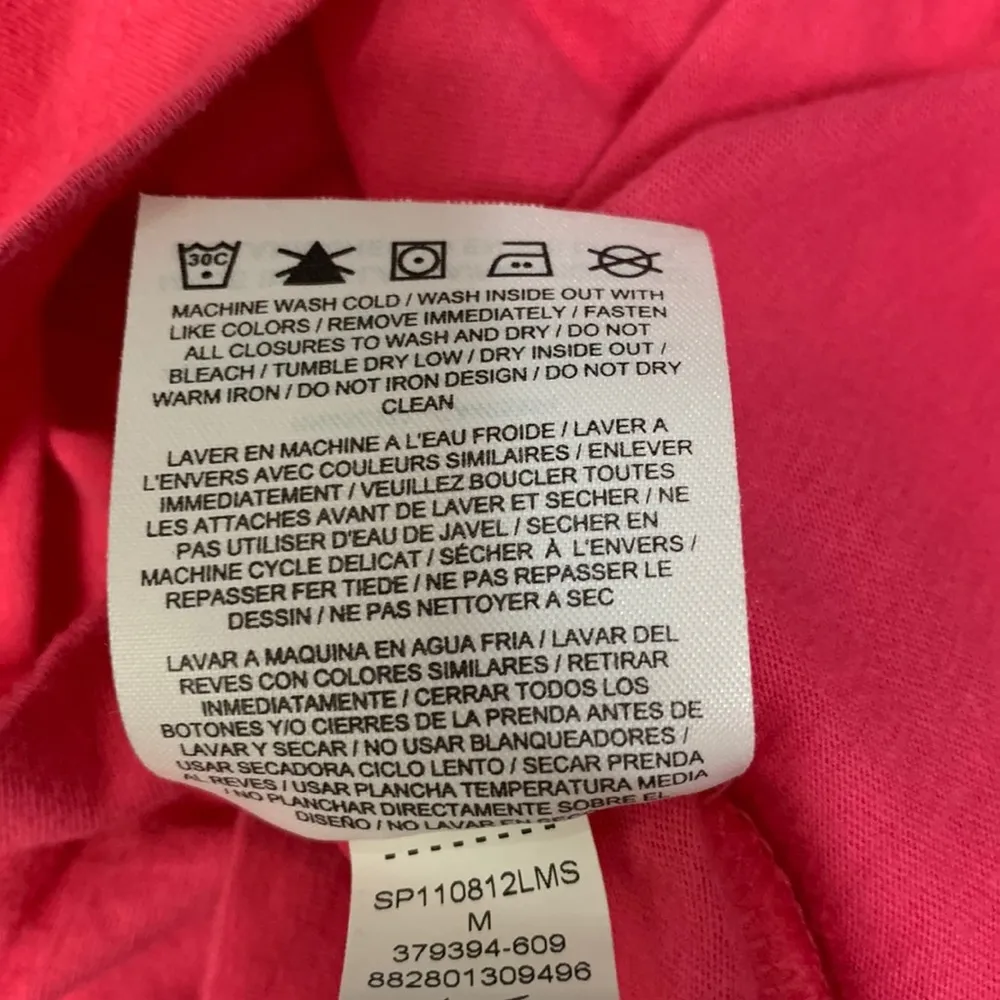 30C
MACHINE WASH COLD / WASH INSIDE OUT WITH
LIKE COLORS / REMOVE IMMEDIATELY / FASTEN
ALL CLOSURES TO WASH AND DRY / DO NOT
BLEACH / TUMBLE DRY LOW / DRY INSIDE OUT /
WARM IRON / DO NOT IRON DESIGN / DO NOT DRY
CLEAN
LAVER EN MACHINE A L'EAU FROIDE / LAVER A
L'ENVERS AVEC COULEURS SIMILAIRES / ENLEVER
IMMEDIATEMENT / VEUILLEZ BOUCLER TOUTES
LES ATTACHES AVANT DE LAVER ET SECHER / NE
PAS UTILISER D'EAU DE JAVEL / SECHER EN
MACHINE CYCLE DELICAT / SÉCHER À L'ENVERS /
REPASSER FER TIEDE / NE PAS REPASSER LE
DESSIN / NE PAS NETTOYER A SEC
LAVAR A MAQUINA EN AGUA FRIA / LAVAR DEL
REVES CON COLORES SIMILARES / RETIRAR
INMEDIATAMENTE / CERRAR TODOS LOS
BOTONES Y/O CIERRES DE LA PRENDA ANTES DE
LAVAR Y SECAR / NO USAR BLANQUEADORES /
USAR SECADORA CICLO LENTO / SECAR PRENDA
AL REVES / USAR PLANCHA TEMPERATURA MEDIA
/ NO PLANCHAR DIRECTAMENTE SOBRE EL
DISEÑO / NO LAVAR EN SECO
SP110812LMS
M
379394-609
882801309496